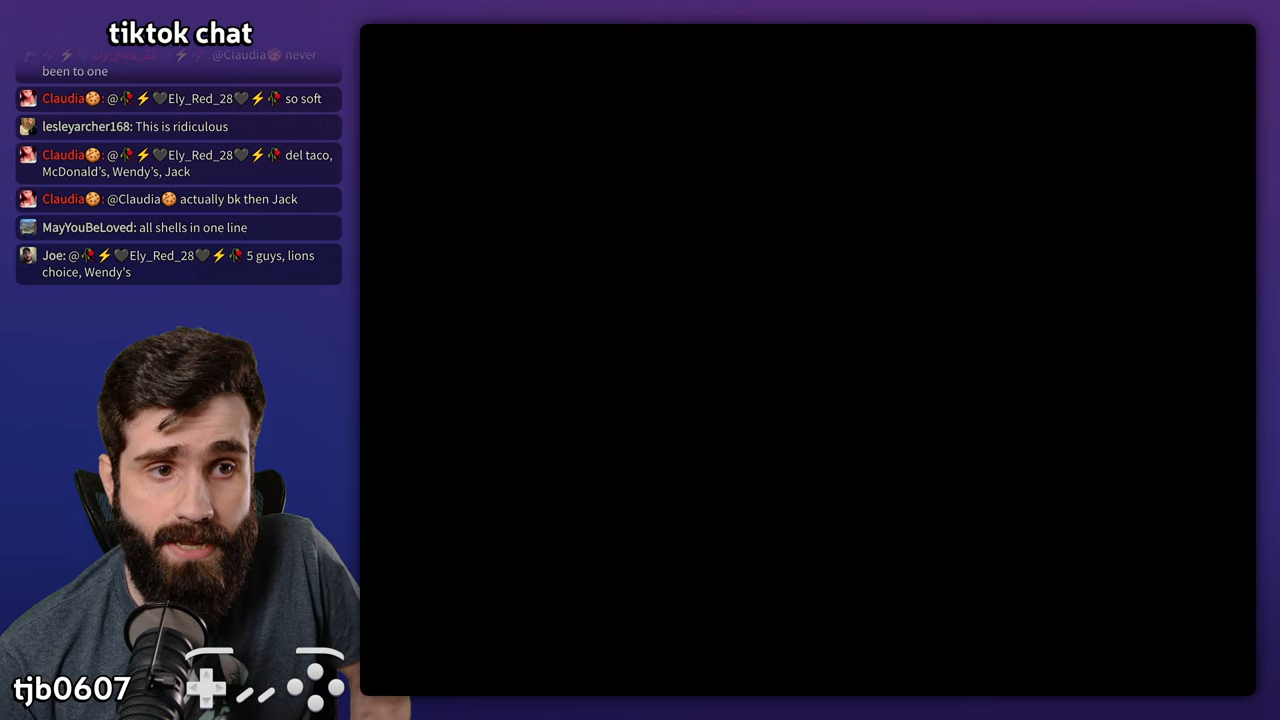 tiktok chat
@Claudia🍪 never
been to one
Claudia🍪: @🥀⚡🖤Ely_Red_28🖤⚡🥀 so soft
lesleyarcher168: This is ridiculous
Claudia🍪: @🥀⚡🖤Ely_Red_28🖤⚡🥀 del taco,
McDonald’s, Wendy’s, Jack
Claudia🍪: @Claudia🍪 actually bk then Jack
MayYouBeLoved: all shells in one line
Joe: @🥀⚡🖤Ely_Red_28🖤⚡🥀 5 guys, lions
choice, Wendy's
tjb0607